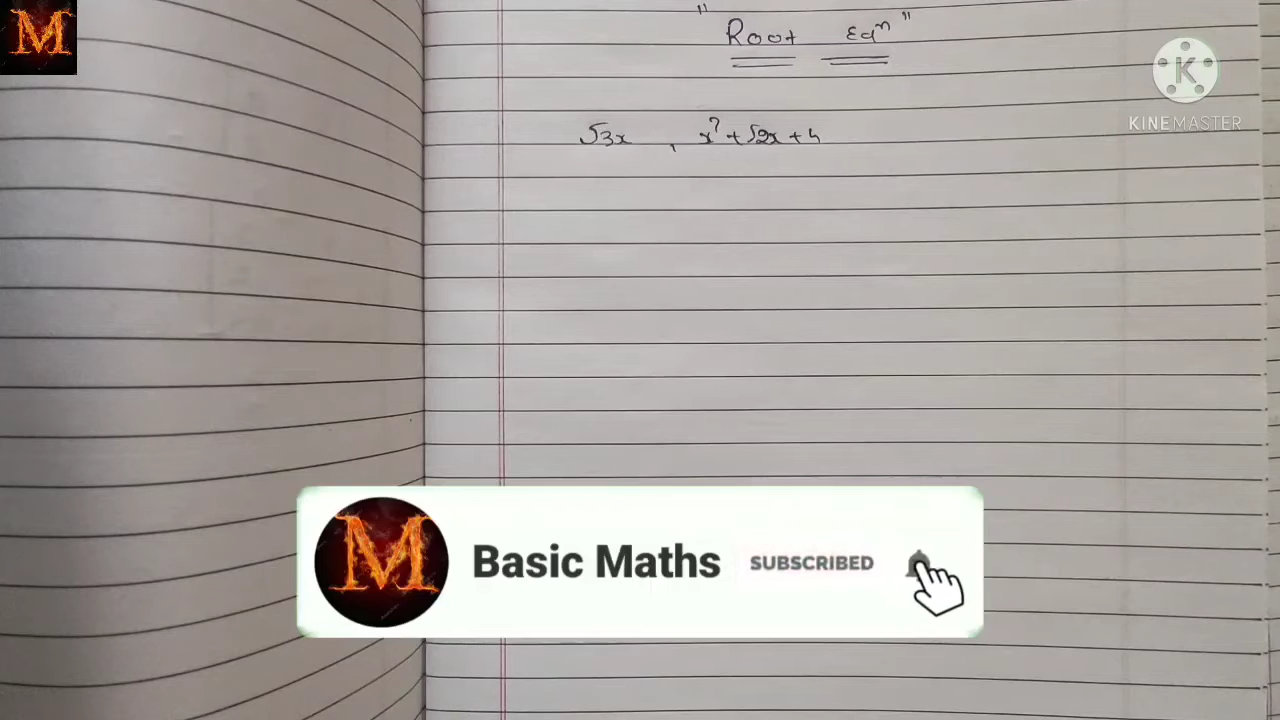 M
" Root Eqⁿ "
K
KINEMASTER
√3x , x² + √2x + 4
M Basic Maths SUBSCRIBED